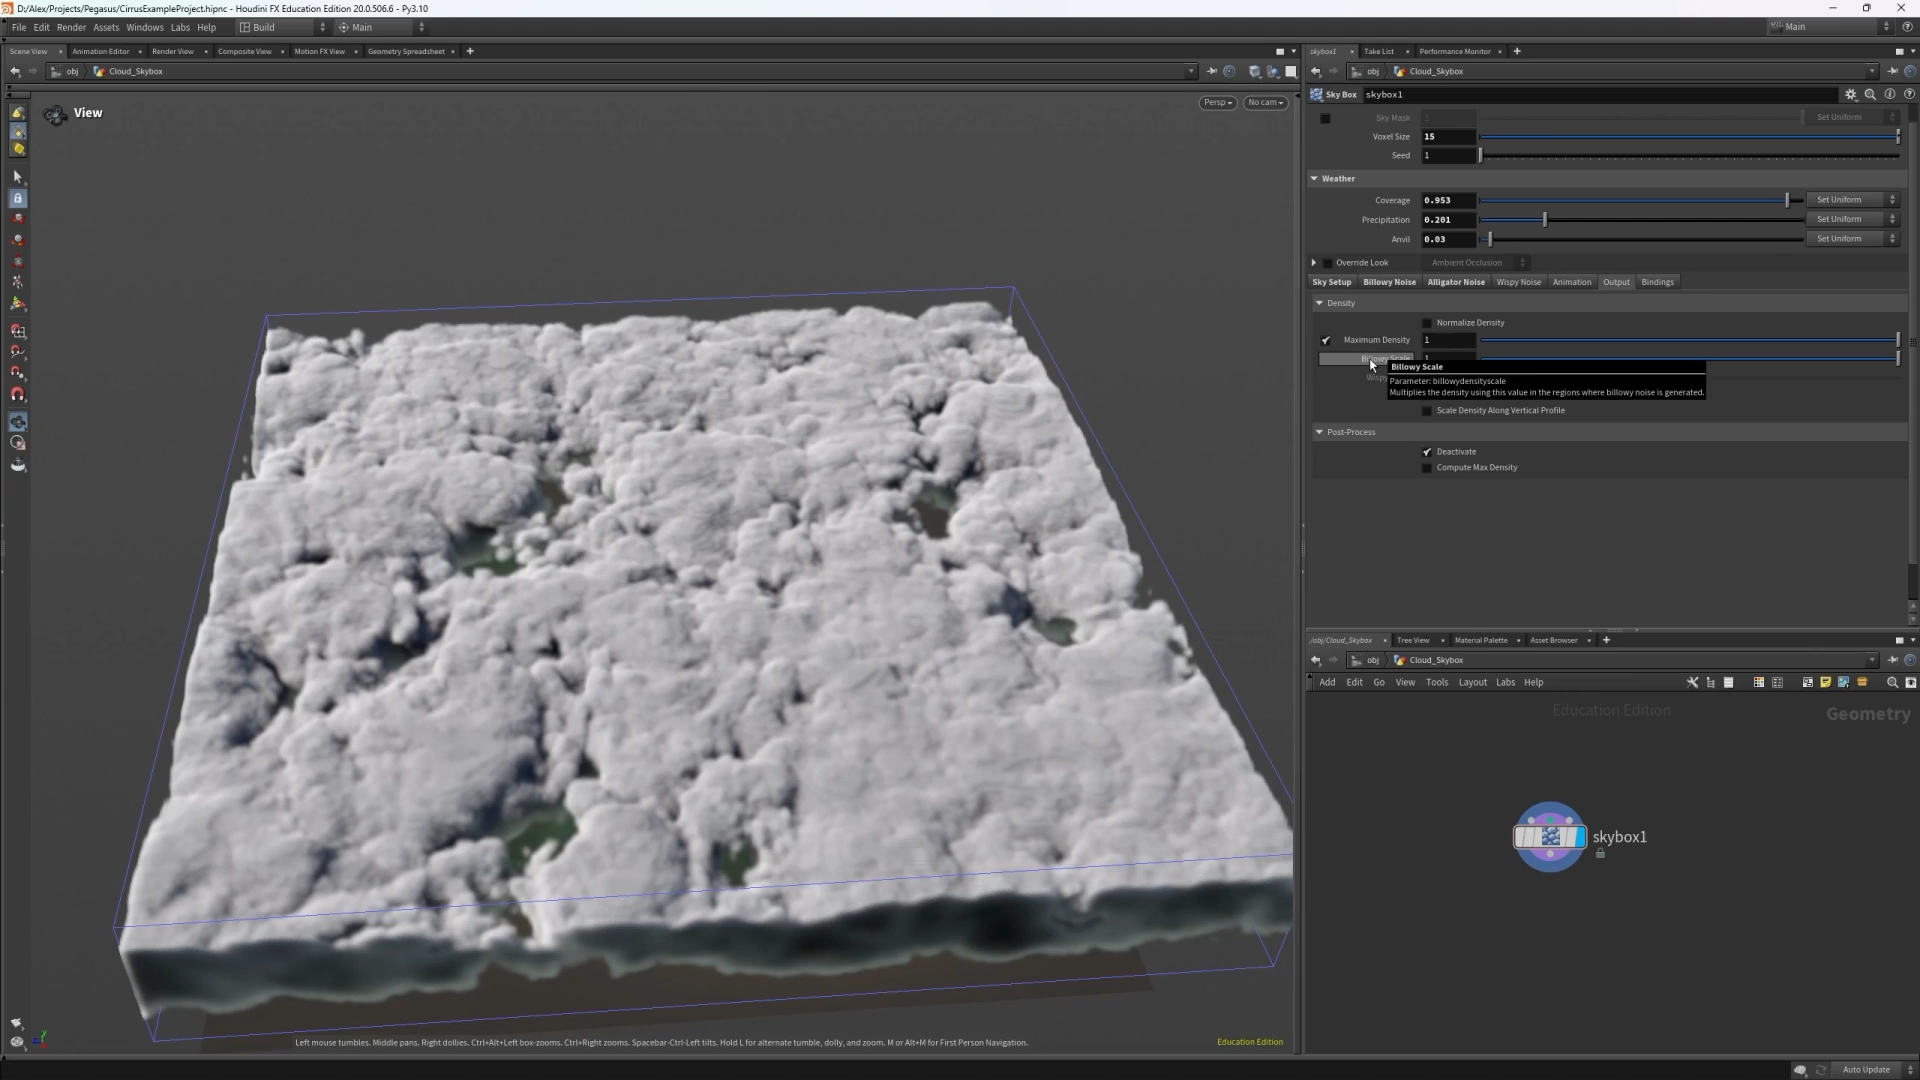 D:/Alex/Projects/Pegasus/CirrusExampleProject.hipnc - Houdini FX Education Edition 20.0.506.6 - Py3.10
File Edit Render Assets Windows Labs Help Build Main Main
Scene View Animation Editor Render View Composite View Motion FX View Geometry Spreadsheet
obj Cloud_Skybox
View
Persp No cam
Left mouse tumbles. Middle pans. Right dollies. Ctrl+Alt+Left box-zooms. Ctrl+Right zooms. Spacebar-Ctrl-Left tilts. Hold L for alternate tumble, dolly, and zoom. M or Alt+M for First Person Navigation.
Education Edition
skybox1 Take List Performance Monitor
obj Cloud_Skybox
Sky Box skybox1
Sky Mask 1 Set Uniform
Voxel Size 15
Seed 1
Weather
Coverage 0.953 Set Uniform
Precipitation 0.201 Set Uniform
Anvil 0.03 Set Uniform
Override Look Ambient Occlusion
Sky Setup Billowy Noise Alligator Noise Wispy Noise Animation Output Bindings
Density
Normalize Density
Maximum Density 1
Billowy Scale 1
Wispy
Billowy Scale
Parameter: billowydensityscale
Multiplies the density using this value in the regions where billowy noise is generated.
Scale Density Along Vertical Profile
Post-Process
Deactivate
Compute Max Density
/obj/Cloud_Skybox Tree View Material Palette Asset Browser
obj Cloud_Skybox
Add Edit Go View Tools Layout Labs Help
Education Edition
Geometry
skybox1
Auto Update